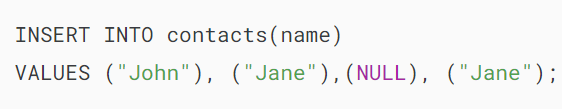 INSERT INTO contacts(name)
VALUES ("John"), ("Jane"),(NULL), ("Jane");